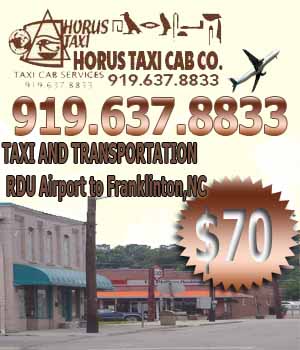 HORUS
TAXI
TAXI CAB SERVICES
919.637.8833
HORUS TAXI CAB CO.
919.637.8833
919.637.8833
TAXI AND TRANSPORTATION
RDU Airport to Franklinton,NC
$70